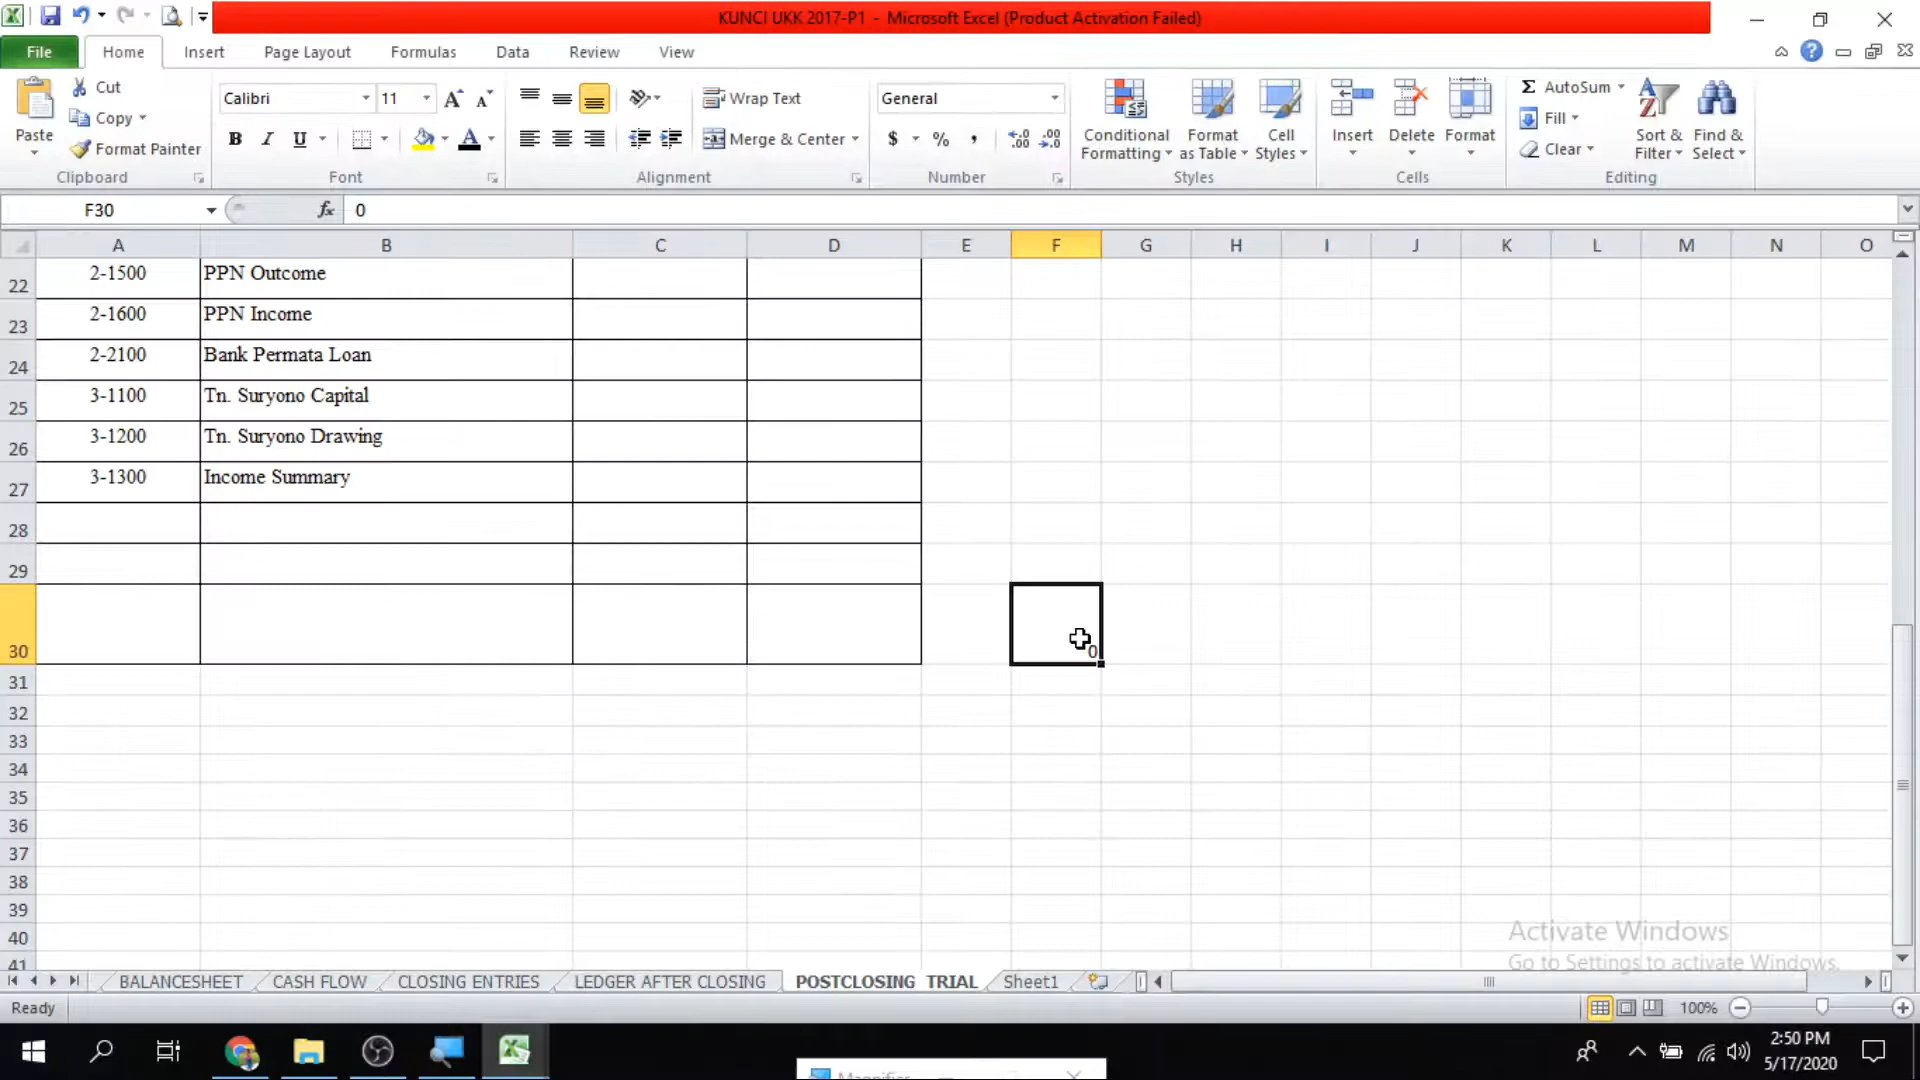 KUNCI UKK 2017-P1 - Microsoft Excel (Product Activation Failed)
File Home Insert Page Layout Formulas Data Review View
Paste
Cut
Copy
Format Painter
Clipboard
Calibri 11
B I U
Font
Wrap Text
Merge & Center
Alignment
General
$ % ,
Number
Conditional Formatting
Format as Table
Cell Styles
Styles
Insert Delete Format
Cells
AutoSum
Fill
Clear
Sort & Filter
Find & Select
Editing
F30 fx 0
A B C D E F G H I J K L M N O
22 2-1500 PPN Outcome
23 2-1600 PPN Income
24 2-2100 Bank Permata Loan
25 3-1100 Tn. Suryono Capital
26 3-1200 Tn. Suryono Drawing
27 3-1300 Income Summary
28
29
30 0
31
32
33
34
35
36
37
38
39
40
41
Activate Windows
Go to Settings to activate Windows.
BALANCESHEET CASH FLOW CLOSING ENTRIES LEDGER AFTER CLOSING POSTCLOSING TRIAL Sheet1
Ready 100%
2:50 PM
5/17/2020
Magnifier